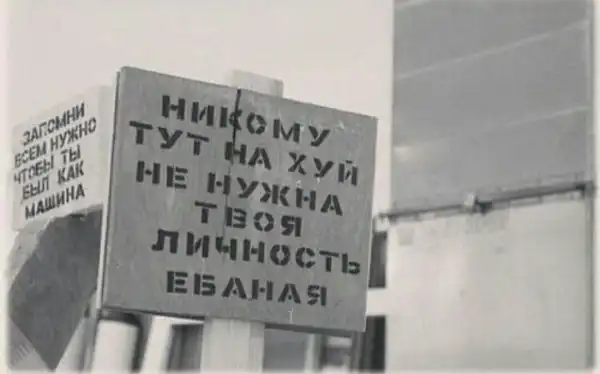 ЗАПОМНИ
ВСЕМ НУЖНО
ЧТОБЫ ТЫ
БЫЛ КАК
МАШИНА
НИКОМУ
ТУТ НА ХУЙ
НЕ НУЖНА
ТВОЯ
ЛИЧНОСТЬ
ЕБАНАЯ